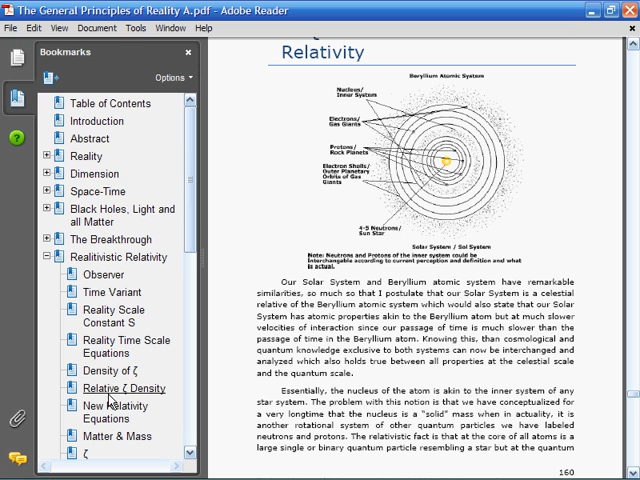 The General Principles of Reality A.pdf - Adobe Reader
File Edit View Document Tools Window Help
Bookmarks
Options
Table of Contents
Introduction
Abstract
Reality
Dimension
Space-Time
Black Holes, Light and
all Matter
The Breakthrough
Realitivistic Relativity
Observer
Time Variant
Reality Scale
Constant S
Reality Time Scale
Equations
Density of ζ
Relative ζ Density
New Relativity
Equations
Matter & Mass
ζ
Relativity
Beryllium Atomic System
Nucleus/
Inner System
Electrons/
Gas Giants
Protons/
Rock Planets
Electron Shells/
Outer Planetary
Orbits of Gas
Giants
4-5 Neutrons/
Sun Star
Solar System / Sol System
Note: Neutrons and Protons of the inner system could be
interchangable according to current perception and definition and what
is actual.
Our Solar System and Beryllium atomic system have remarkable
similarities, so much so that I postulate that our Solar System is a celestial
relative of the Beryllium atomic system which would also state that our Solar
System has atomic properties akin to the Beryllium atom but at much slower
velocities of interaction since our passage of time is much slower than the
passage of time in the Beryllium atom. Knowing this, than cosmological and
quantum knowledge exclusive to both systems can now be interchanged and
analyzed which also holds true between all properties at the celestial scale
and the quantum scale.
Essentially, the nucleus of the atom is akin to the inner system of any
star system. The problem with this notion is that we have conceptualized for
a very longtime that the nucleus is a "solid" mass when in actuality, it is
another rotational system of other quantum particles we have labeled
neutrons and protons. The relativistic fact is that at the core of all atoms is a
large single or binary quantum particle resembling a star but at the quantum
160